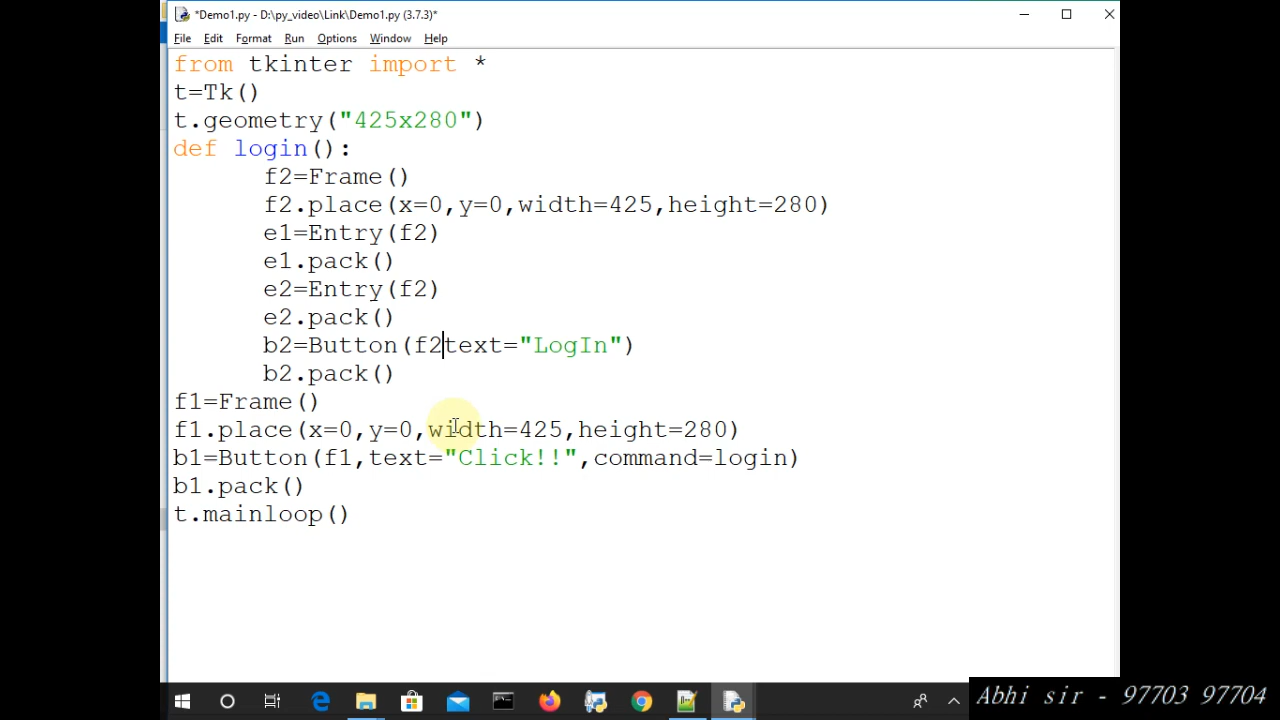 *Demo1.py - D:\py_video\Link\Demo1.py (3.7.3)*
File Edit Format Run Options Window Help
from tkinter import *
t=Tk()
t.geometry("425x280")
def login():
      f2=Frame()
      f2.place(x=0,y=0,width=425,height=280)
      e1=Entry(f2)
      e1.pack()
      e2=Entry(f2)
      e2.pack()
      b2=Button(f2text="LogIn")
      b2.pack()
f1=Frame()
f1.place(x=0,y=0,width=425,height=280)
b1=Button(f1,text="Click!!",command=login)
b1.pack()
t.mainloop()
Abhi sir - 97703 97704